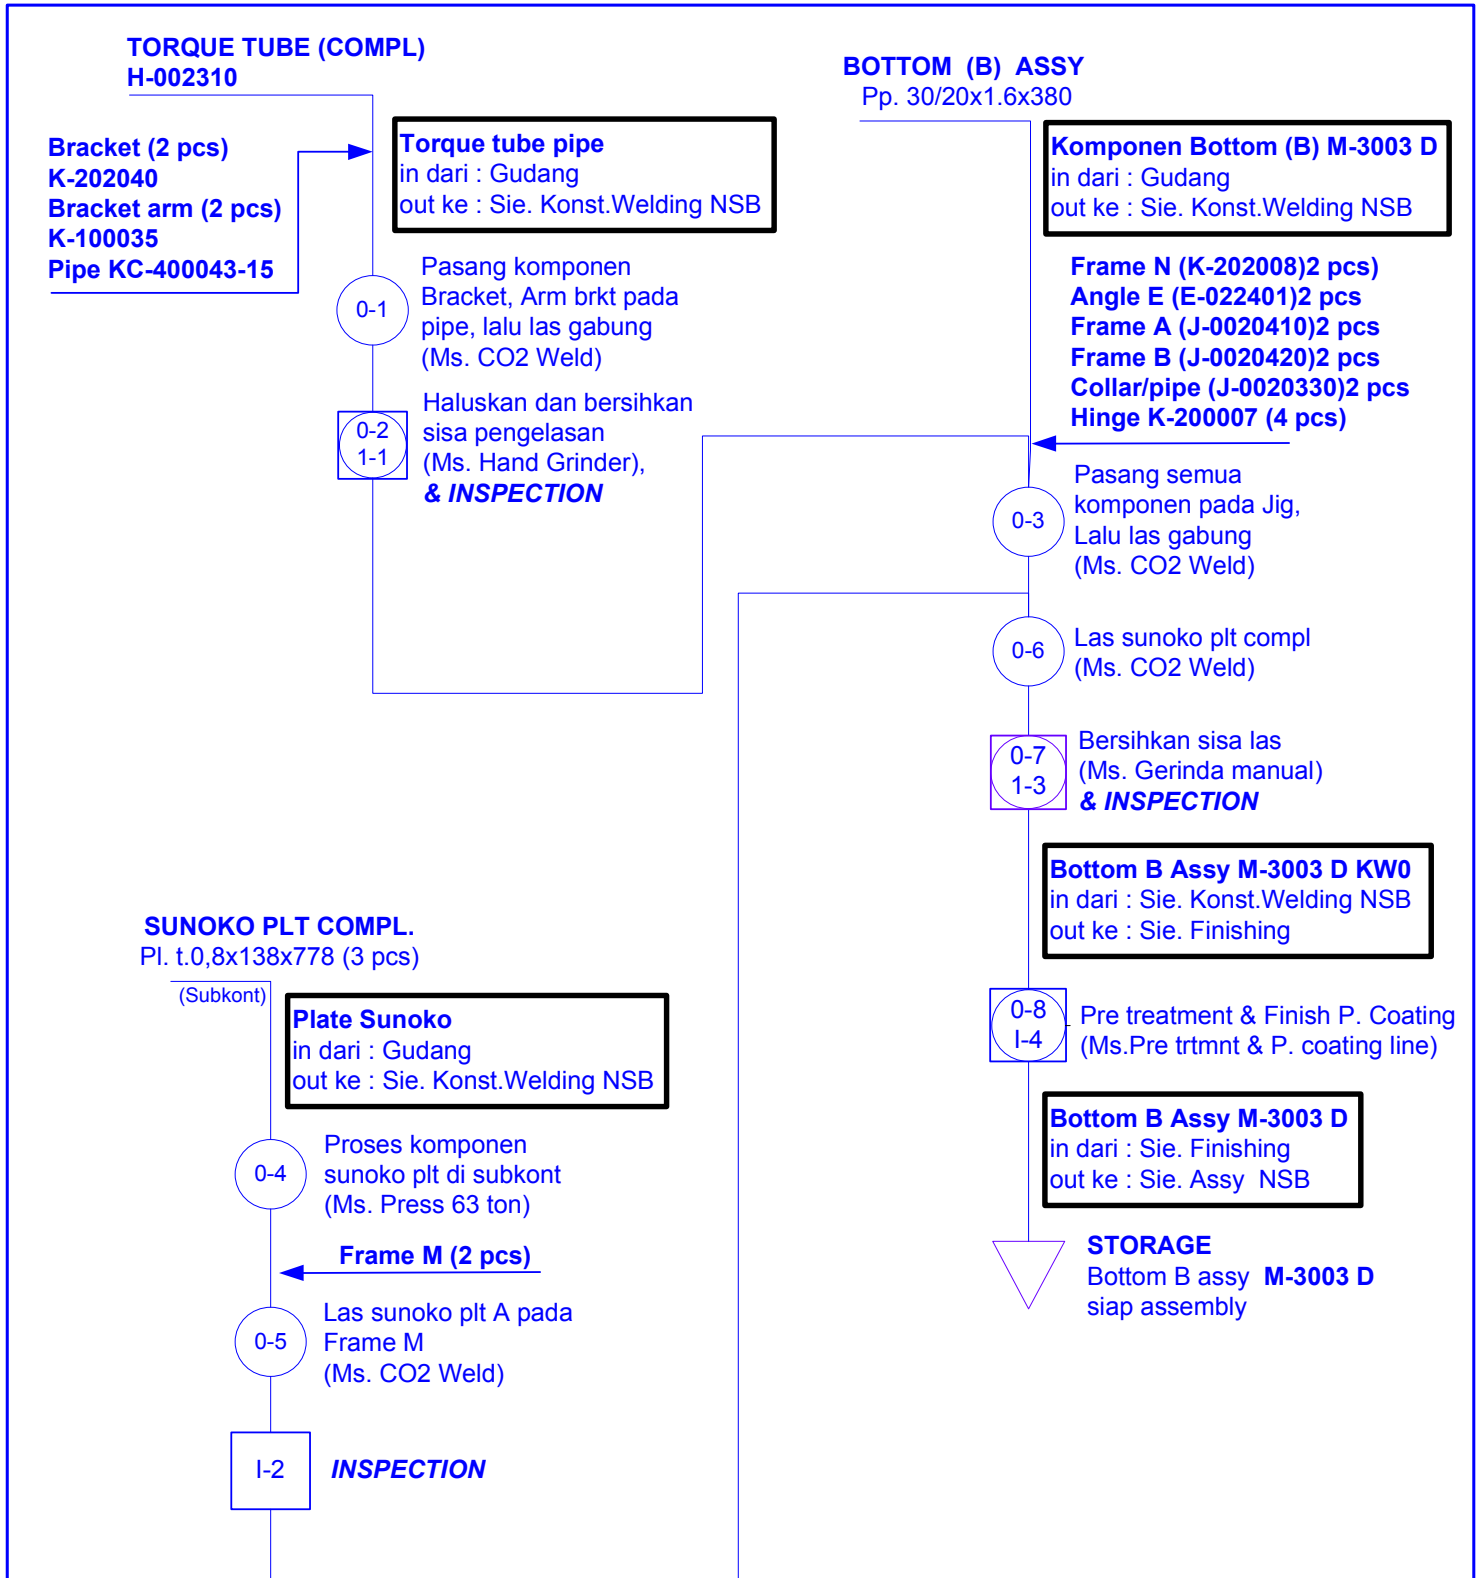 TORQUE TUBE (COMPL)
H-002310
Bracket (2 pcs)
K-202040
Bracket arm (2 pcs)
K-100035
Pipe KC-400043-15
Torque tube pipe
in dari : Gudang
out ke : Sie. Konst.Welding NSB
0-1
Pasang komponen
Bracket, Arm brkt pada
pipe, lalu las gabung
(Ms. CO2 Weld)
0-2
1-1
Haluskan dan bersihkan
sisa pengelasan
(Ms. Hand Grinder),
& INSPECTION
BOTTOM (B) ASSY
Pp. 30/20x1.6x380
Komponen Bottom (B) M-3003 D
in dari : Gudang
out ke : Sie. Konst.Welding NSB
Frame N (K-202008)2 pcs)
Angle E (E-022401)2 pcs
Frame A (J-0020410)2 pcs
Frame B (J-0020420)2 pcs
Collar/pipe (J-0020330)2 pcs
Hinge K-200007 (4 pcs)
0-3
Pasang semua
komponen pada Jig,
Lalu las gabung
(Ms. CO2 Weld)
0-6
Las sunoko plt compl
(Ms. CO2 Weld)
0-7
1-3
Bersihkan sisa las
(Ms. Gerinda manual)
& INSPECTION
Bottom B Assy M-3003 D KW0
in dari : Sie. Konst.Welding NSB
out ke : Sie. Finishing
0-8
I-4
Pre treatment & Finish P. Coating
(Ms.Pre trtmnt & P. coating line)
Bottom B Assy M-3003 D
in dari : Sie. Finishing
out ke : Sie. Assy NSB
STORAGE
Bottom B assy M-3003 D
siap assembly
SUNOKO PLT COMPL.
Pl. t.0,8x138x778 (3 pcs)
(Subkont)
Plate Sunoko
in dari : Gudang
out ke : Sie. Konst.Welding NSB
0-4
Proses komponen
sunoko plt di subkont
(Ms. Press 63 ton)
Frame M (2 pcs)
0-5
Las sunoko plt A pada
Frame M
(Ms. CO2 Weld)
I-2
INSPECTION